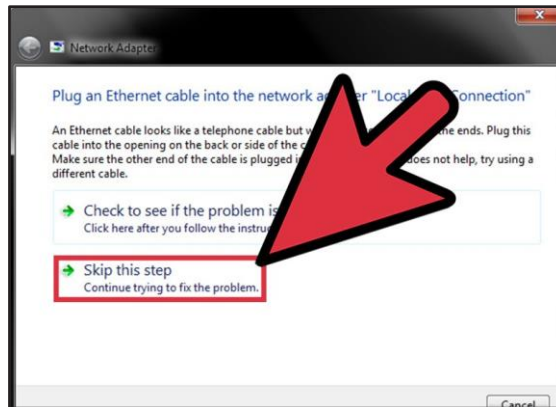 Network Adapter
Plug an Ethernet cable into the network "Local Connection"
An Ethernet cable looks like a telephone cable but the ends. Plug this
cable into the opening on the back or side of the
Make sure the other end of the cable is plugged does not help, try using a
different cable.
Check to see if the problem is
Click here after you follow the
Skip this step
Continue trying to fix the problem.
Cancel